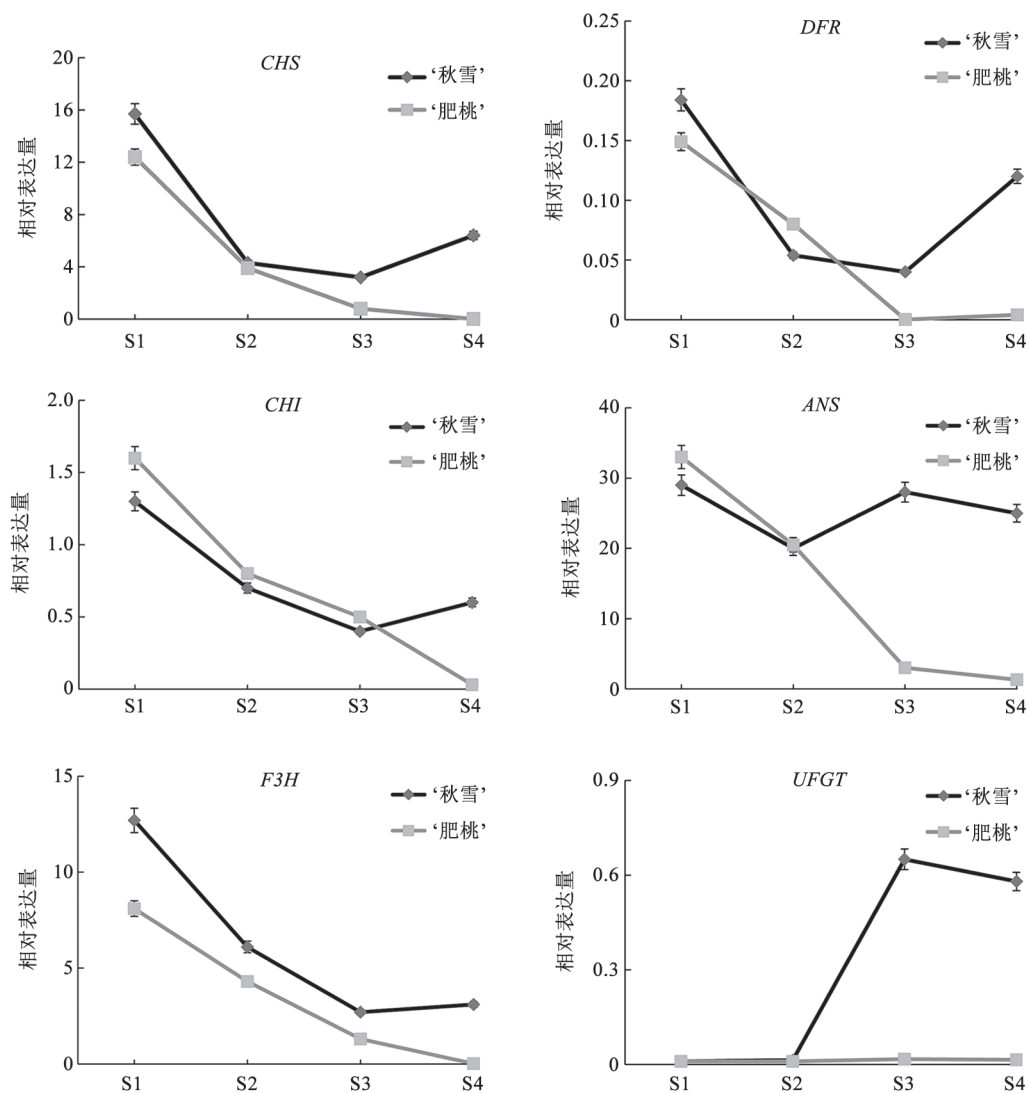 CHS
20
16
12
8
4
0
相对表达量
‘秋雪’
‘肥桃’
S1 S2 S3 S4
DFR
0.25
0.20
0.15
0.10
0.05
0
相对表达量
‘秋雪’
‘肥桃’
S1 S2 S3 S4
CHI
2.0
1.5
1.0
0.5
0
相对表达量
‘秋雪’
‘肥桃’
S1 S2 S3 S4
ANS
40
30
20
10
0
相对表达量
‘秋雪’
‘肥桃’
S1 S2 S3 S4
F3H
15
10
5
0
相对表达量
‘秋雪’
‘肥桃’
S1 S2 S3 S4
UFGT
0.9
0.6
0.3
0
相对表达量
‘秋雪’
‘肥桃’
S1 S2 S3 S4